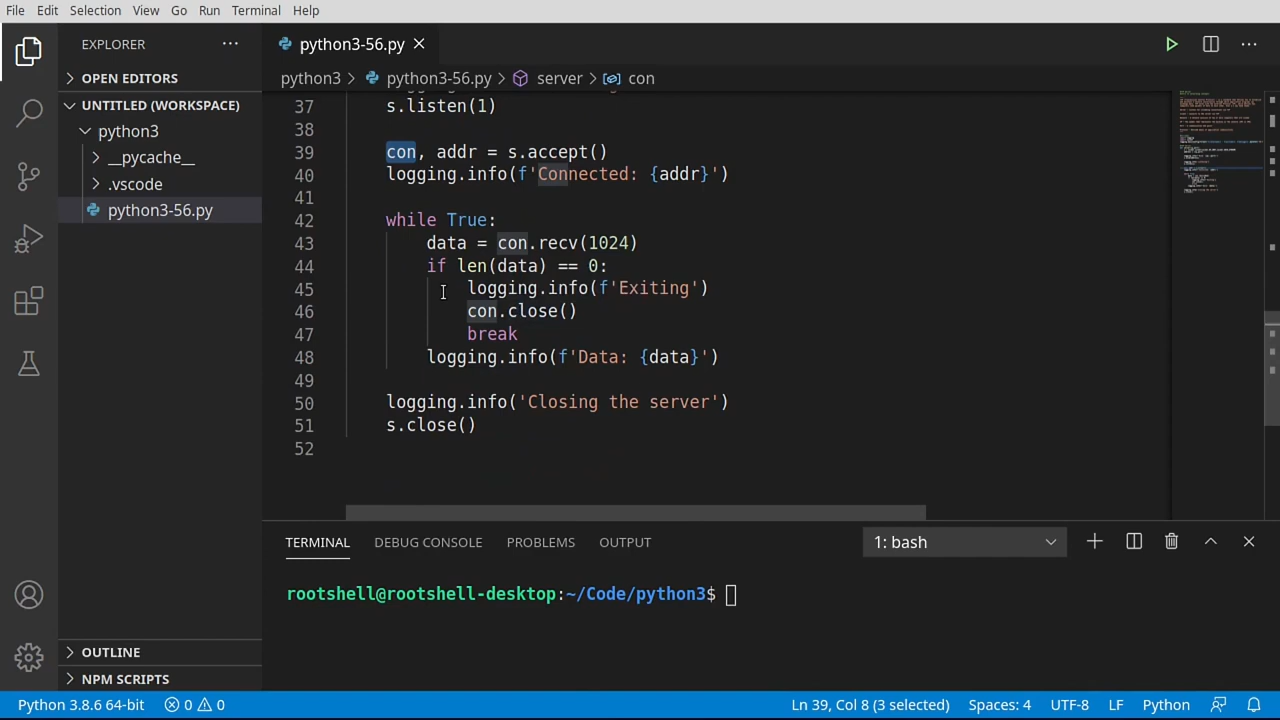 File Edit Selection View Go Run Terminal Help
EXPLORER
python3-56.py
OPEN EDITORS
python3 > python3-56.py > server > con
UNTITLED (WORKSPACE)
python3
__pycache__
.vscode
python3-56.py
37 s.listen(1)
38
39 con, addr = s.accept()
40 logging.info(f'Connected: {addr}')
41
42 while True:
43 data = con.recv(1024)
44 if len(data) == 0:
45 logging.info(f'Exiting')
46 con.close()
47 break
48 logging.info(f'Data: {data}')
49
50 logging.info('Closing the server')
51 s.close()
52
TERMINAL DEBUG CONSOLE PROBLEMS OUTPUT 1: bash
rootshell@rootshell-desktop:~/Code/python3$
OUTLINE
NPM SCRIPTS
Python 3.8.6 64-bit 0 0 Ln 39, Col 8 (3 selected) Spaces: 4 UTF-8 LF Python